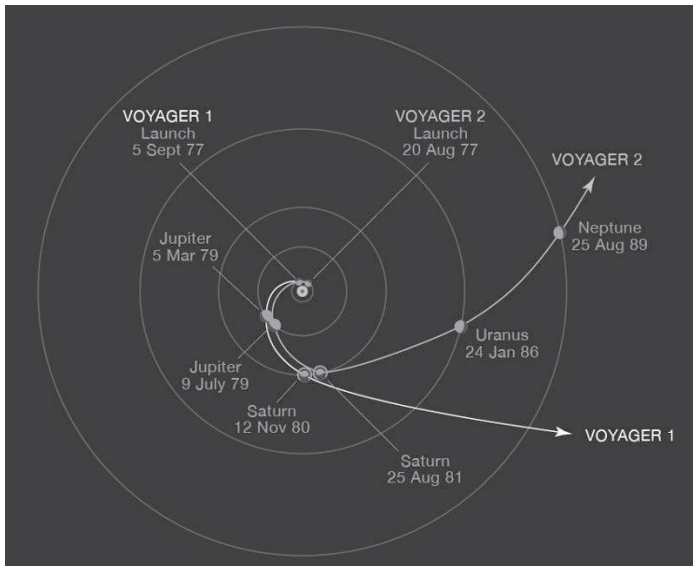 VOYAGER 1
Launch
5 Sept 77
VOYAGER 2
Launch
20 Aug 77
VOYAGER 2
Neptune
25 Aug 89
Jupiter
5 Mar 79
Uranus
24 Jan 86
Jupiter
9 July 79
Saturn
12 Nov 80
VOYAGER 1
Saturn
25 Aug 81